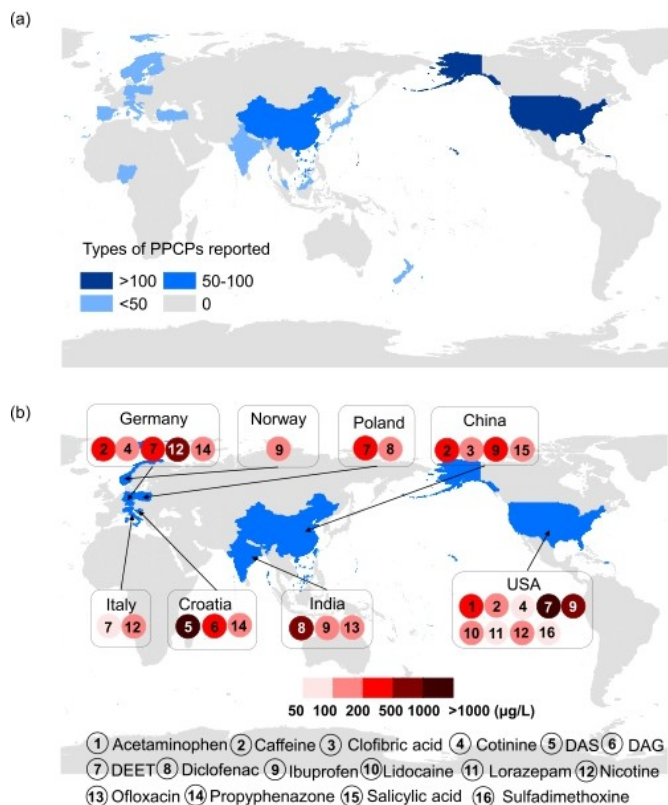 (a)
Types of PPCPs reported
>100 50-100
<50 0
(b)
Germany Norway Poland China
2 4 7 12 14 9 7 8 2 3 9 15
Italy Croatia India USA
7 12 5 6 14 8 9 13 1 2 4 7 9
10 11 12 16
50 100 200 500 1000 >1000 (μg/L)
1 Acetaminophen 2 Caffeine 3 Clofibric acid 4 Cotinine 5 DAS 6 DAG
7 DEET 8 Diclofenac 9 Ibuprofen 10 Lidocaine 11 Lorazepam 12 Nicotine
13 Ofloxacin 14 Propyphenazone 15 Salicylic acid 16 Sulfadimethoxine